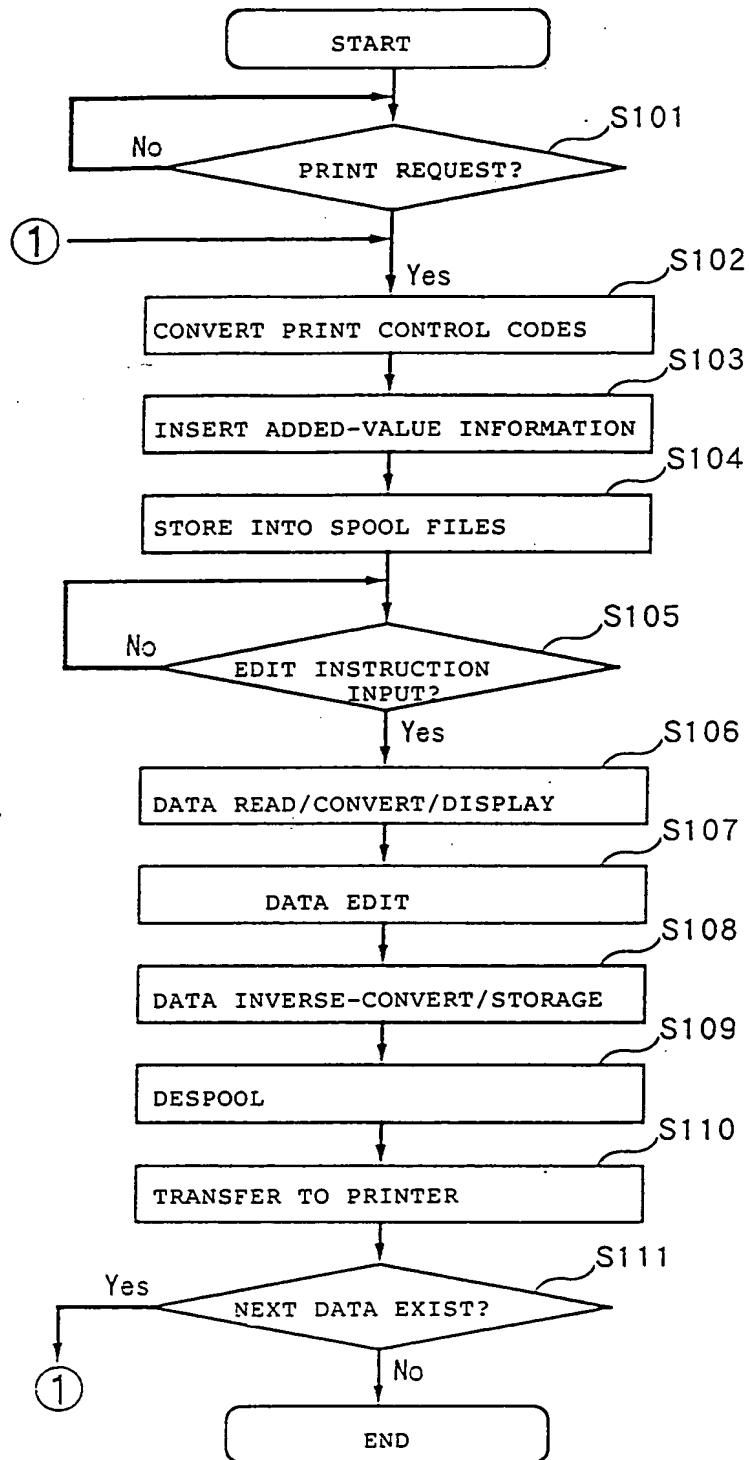 START
S101
No
PRINT REQUEST?
1
Yes
S102
CONVERT PRINT CONTROL CODES
S103
INSERT ADDED-VALUE INFORMATION
S104
STORE INTO SPOOL FILES
S105
No
EDIT INSTRUCTION
INPUT?
Yes
S106
DATA READ/CONVERT/DISPLAY
S107
DATA EDIT
S108
DATA INVERSE-CONVERT/STORAGE
S109
DESPOOL
S110
TRANSFER TO PRINTER
S111
Yes
NEXT DATA EXIST?
1
No
END